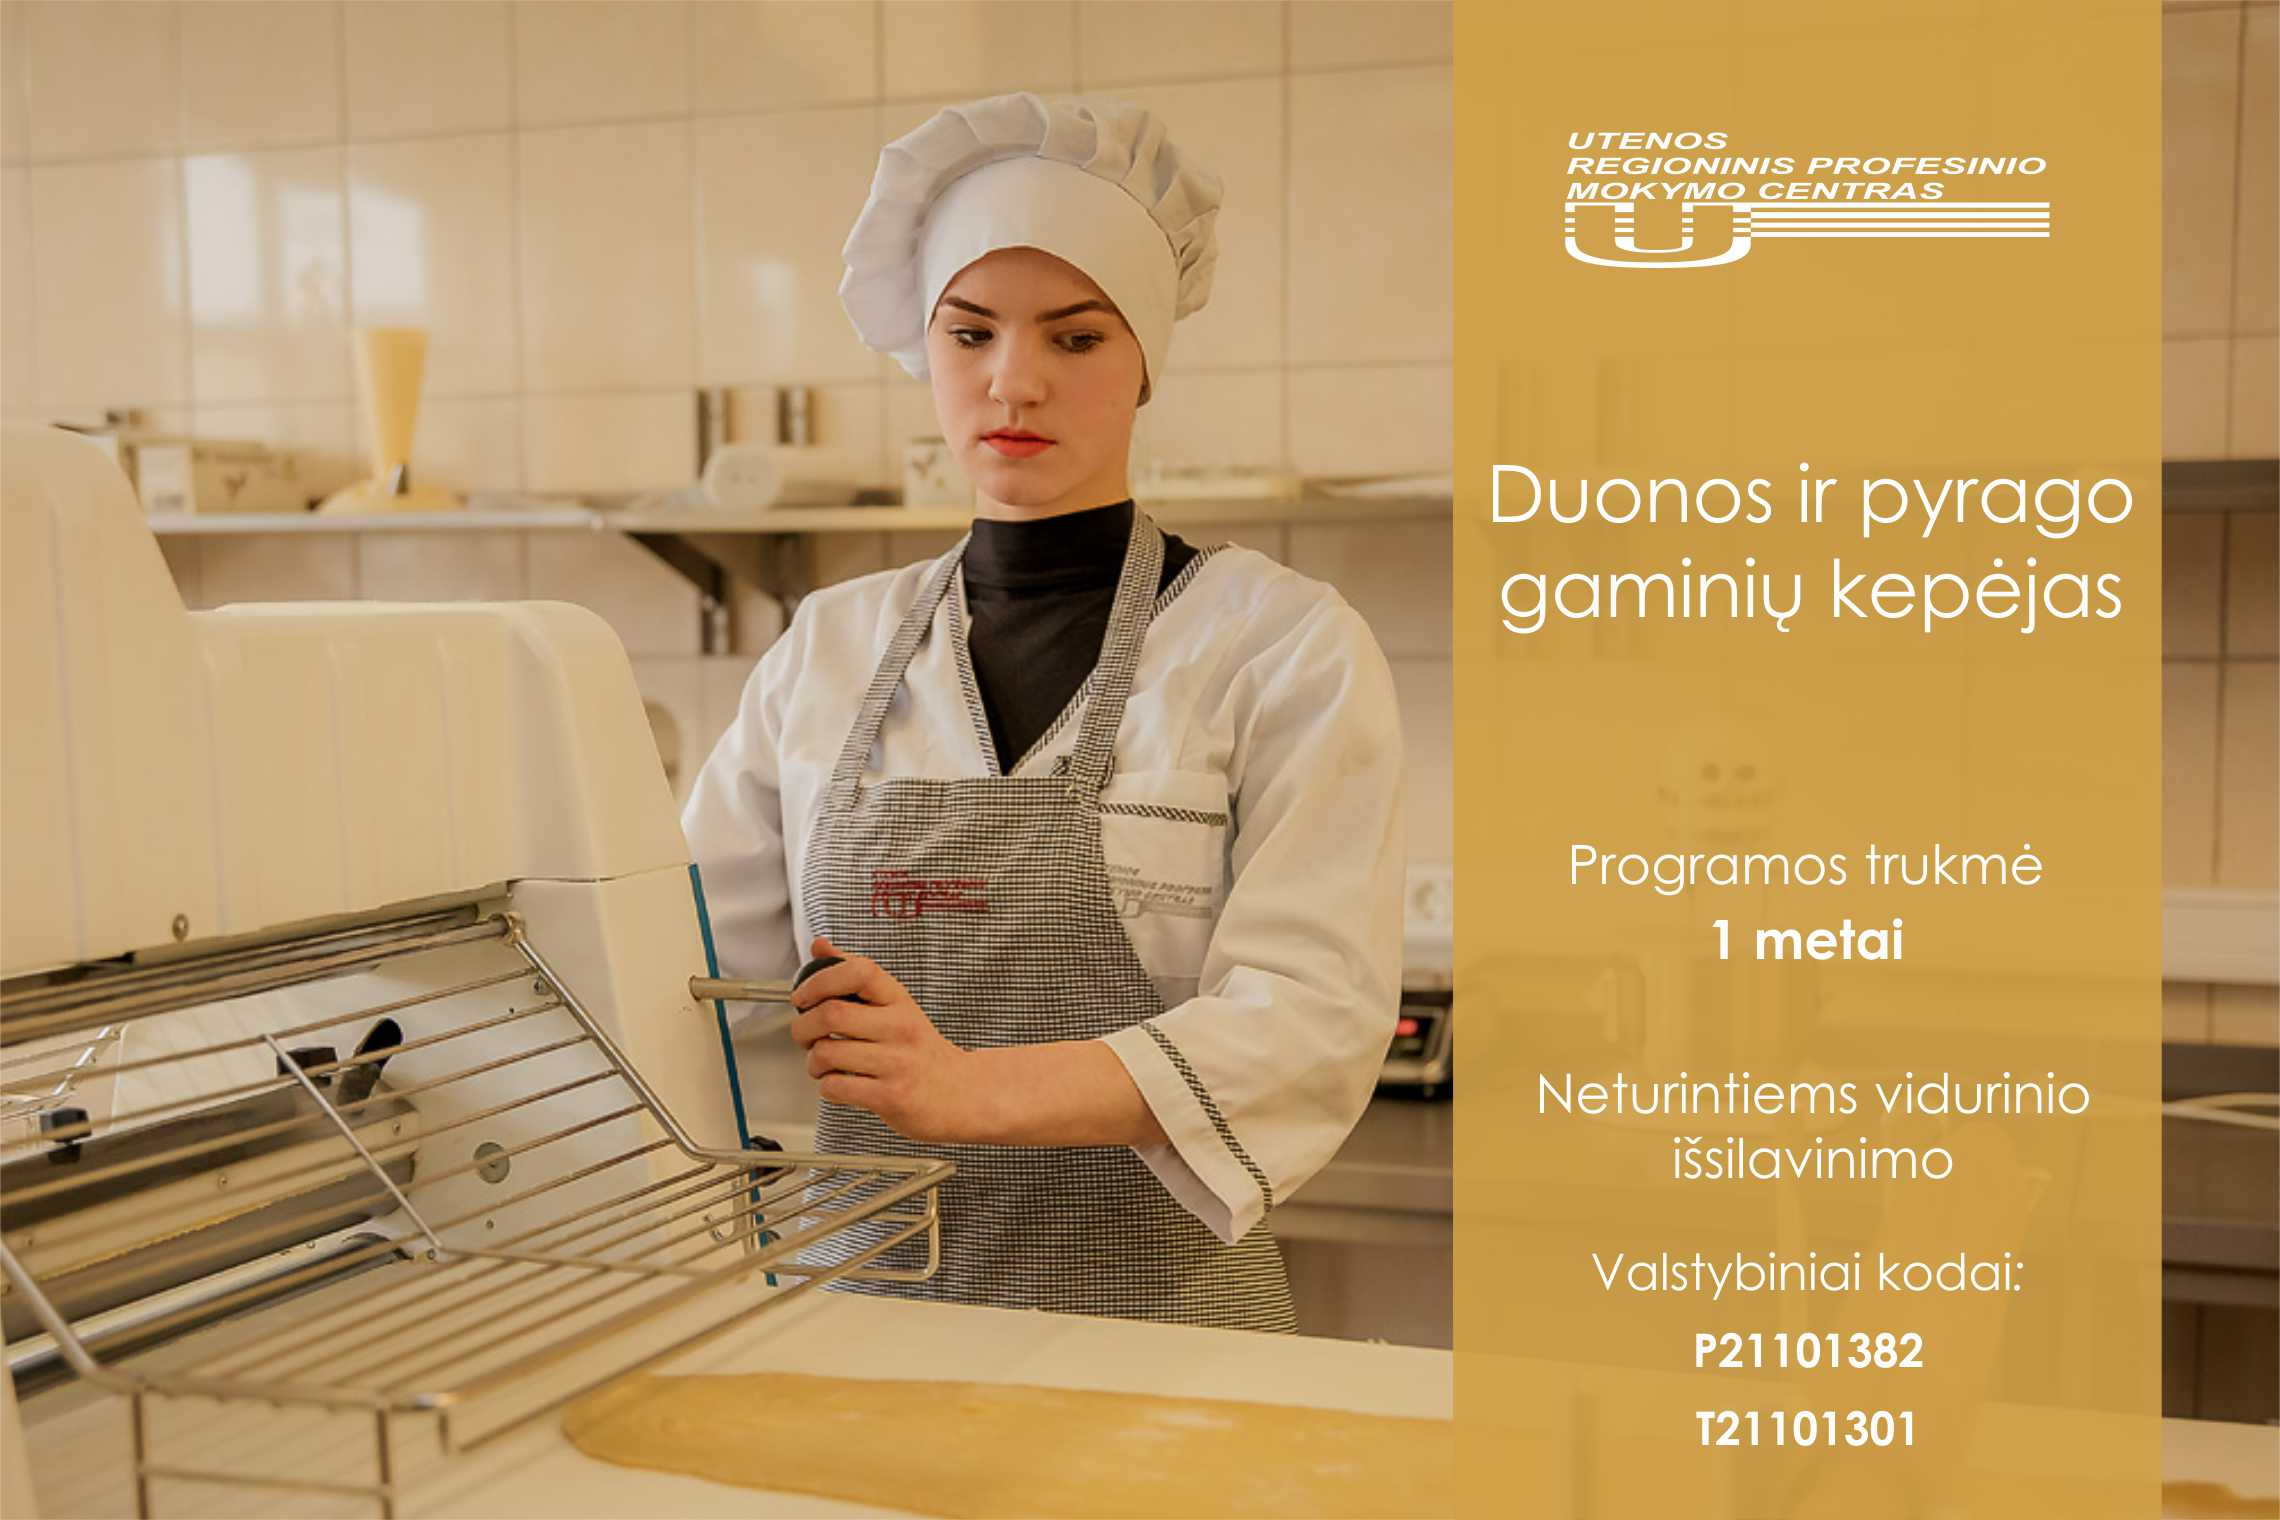 UTENOS
REGIONINIS PROFESINIO
MOKYMO CENTRAS
Duonos ir pyrago
gaminių kepėjas
Programos trukmė
1 metai
Neturintiems vidurinio
išsilavinimo
Valstybiniai kodai:
P21101382
T21101301